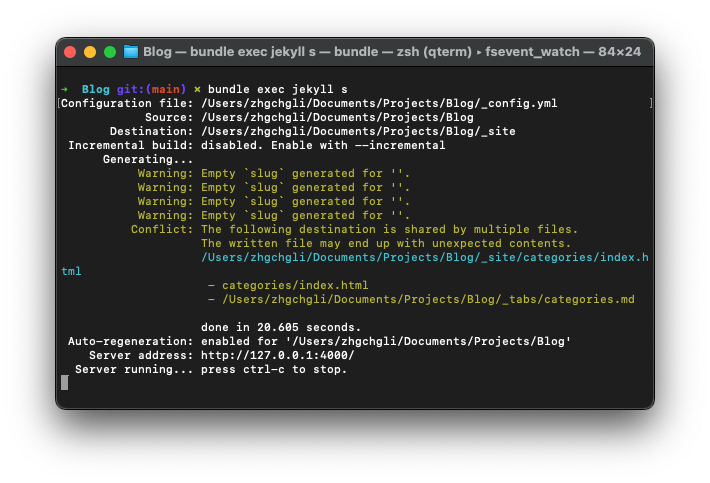 Blog — bundle exec jekyll s — bundle — zsh (qterm) ▸ fsevent_watch — 84×24
➜  Blog git:(main) ✗ bundle exec jekyll s
[Configuration file: /Users/zhgchgli/Documents/Projects/Blog/_config.yml ]
Source: /Users/zhgchgli/Documents/Projects/Blog
Destination: /Users/zhgchgli/Documents/Projects/Blog/_site
Incremental build: disabled. Enable with --incremental
Generating...
Warning: Empty `slug` generated for ''.
Warning: Empty `slug` generated for ''.
Warning: Empty `slug` generated for ''.
Warning: Empty `slug` generated for ''.
Conflict: The following destination is shared by multiple files.
The written file may end up with unexpected contents.
/Users/zhgchgli/Documents/Projects/Blog/_site/categories/index.h
tml
- categories/index.html
- /Users/zhgchgli/Documents/Projects/Blog/_tabs/categories.md
done in 20.605 seconds.
Auto-regeneration: enabled for '/Users/zhgchgli/Documents/Projects/Blog'
Server address: http://127.0.0.1:4000/
Server running... press ctrl-c to stop.